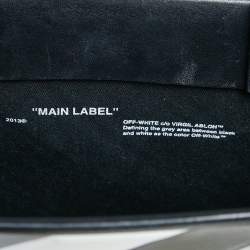 "MAIN LABEL"
2013©
OFF-WHITE c/o VIRGIL ABLOH™
Defining the grey area between black
and white as the color Off-White™